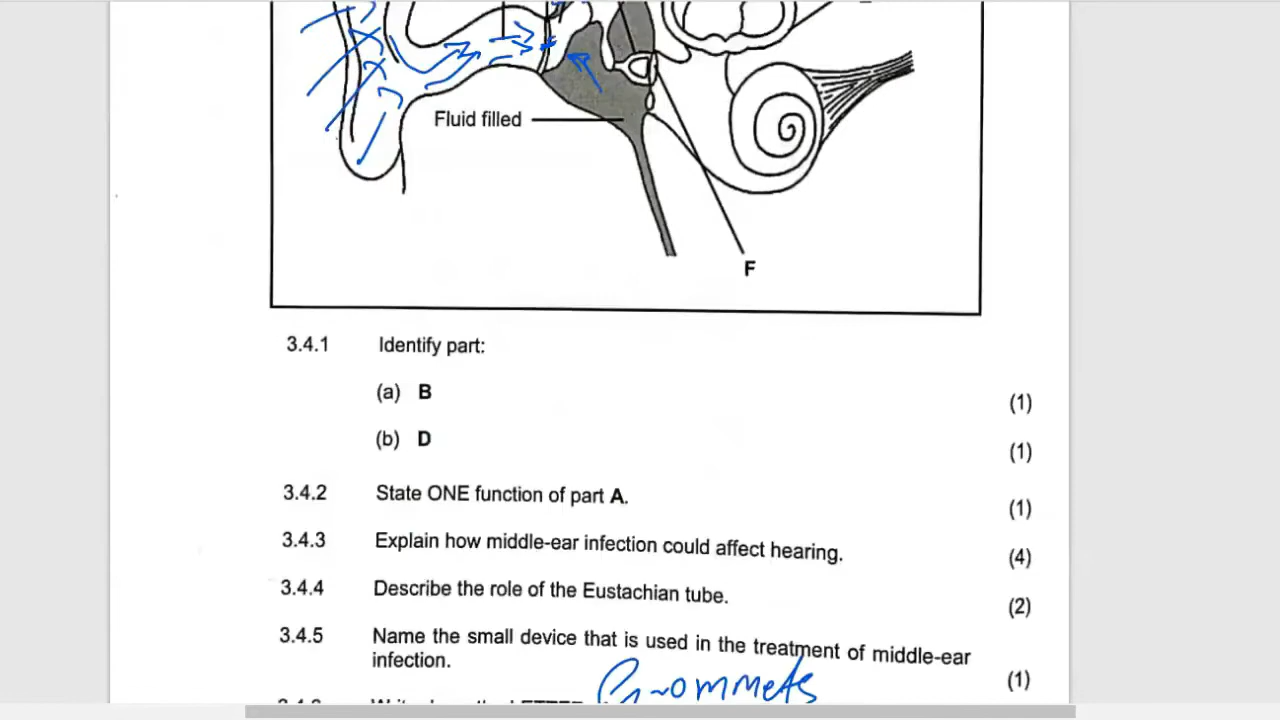 Fluid filled
F
3.4.1 Identify part:
(a) B (1)
(b) D (1)
3.4.2 State ONE function of part A. (1)
3.4.3 Explain how middle-ear infection could affect hearing. (4)
3.4.4 Describe the role of the Eustachian tube. (2)
3.4.5 Name the small device that is used in the treatment of middle-ear
infection. (1)
Grommets